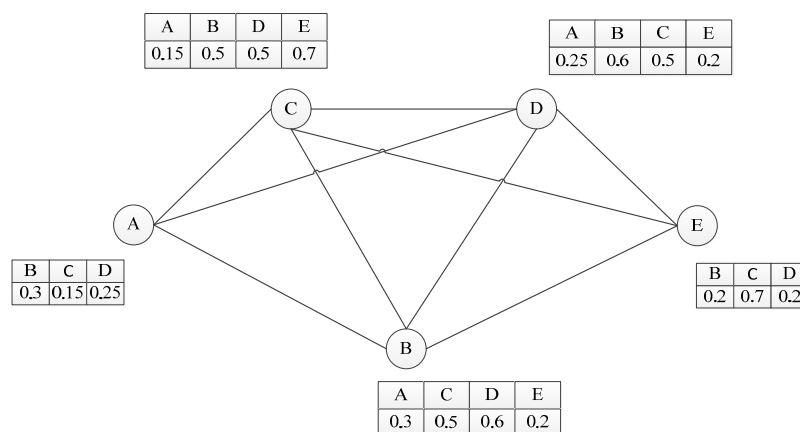 A B D E
0.15 0.5 0.5 0.7
A B C E
0.25 0.6 0.5 0.2
C
D
A
E
B C D
0.3 0.15 0.25
B C D
0.2 0.7 0.2
B
A C D E
0.3 0.5 0.6 0.2